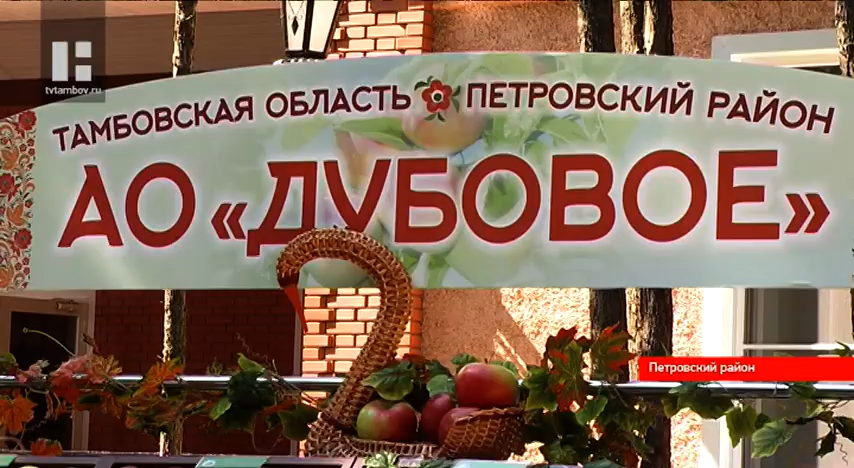 tvtambov.ru
ТАМБОВСКАЯ ОБЛАСТЬ ПЕТРОВСКИЙ РАЙОН
АО «ДУБОВОЕ»
Петровский район